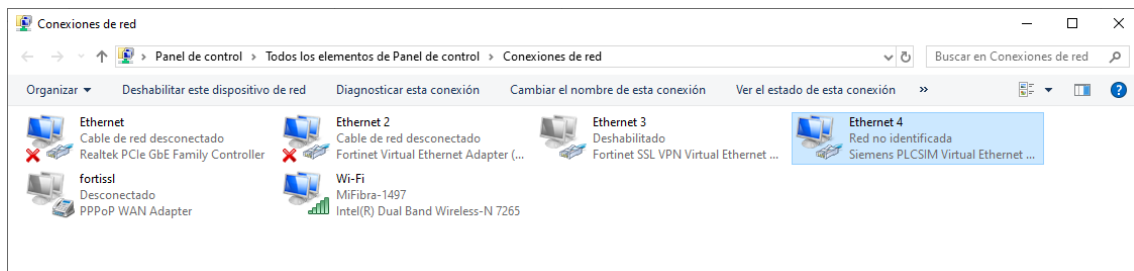 Conexiones de red
Panel de control > Todos los elementos de Panel de control > Conexiones de red
Buscar en Conexiones de red
Organizar Deshabilitar este dispositivo de red Diagnosticar esta conexión Cambiar el nombre de esta conexión Ver el estado de esta conexión »
Ethernet
Cable de red desconectado
Realtek PCIe GbE Family Controller
Ethernet 2
Cable de red desconectado
Fortinet Virtual Ethernet Adapter (...
Ethernet 3
Deshabilitado
Fortinet SSL VPN Virtual Ethernet ...
Ethernet 4
Red no identificada
Siemens PLCSIM Virtual Ethernet ...
fortissl
Desconectado
PPPoP WAN Adapter
Wi-Fi
MiFibra-1497
Intel(R) Dual Band Wireless-N 7265